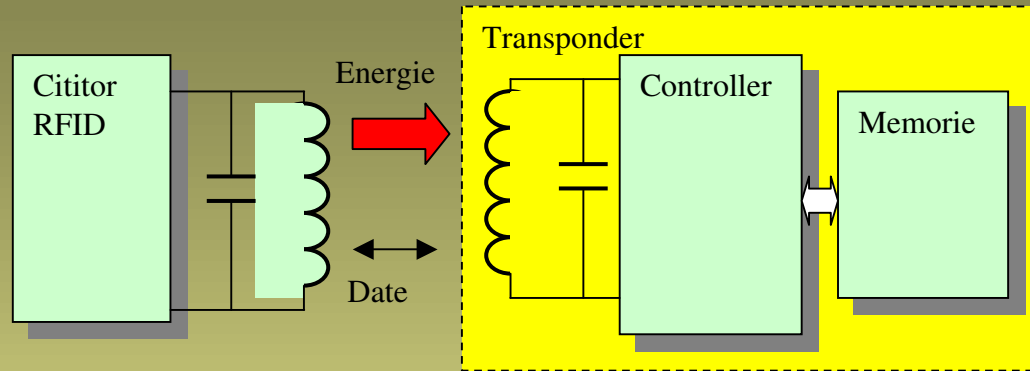 Cititor
RFID
Energie
Date
Transponder
Controller
Memorie